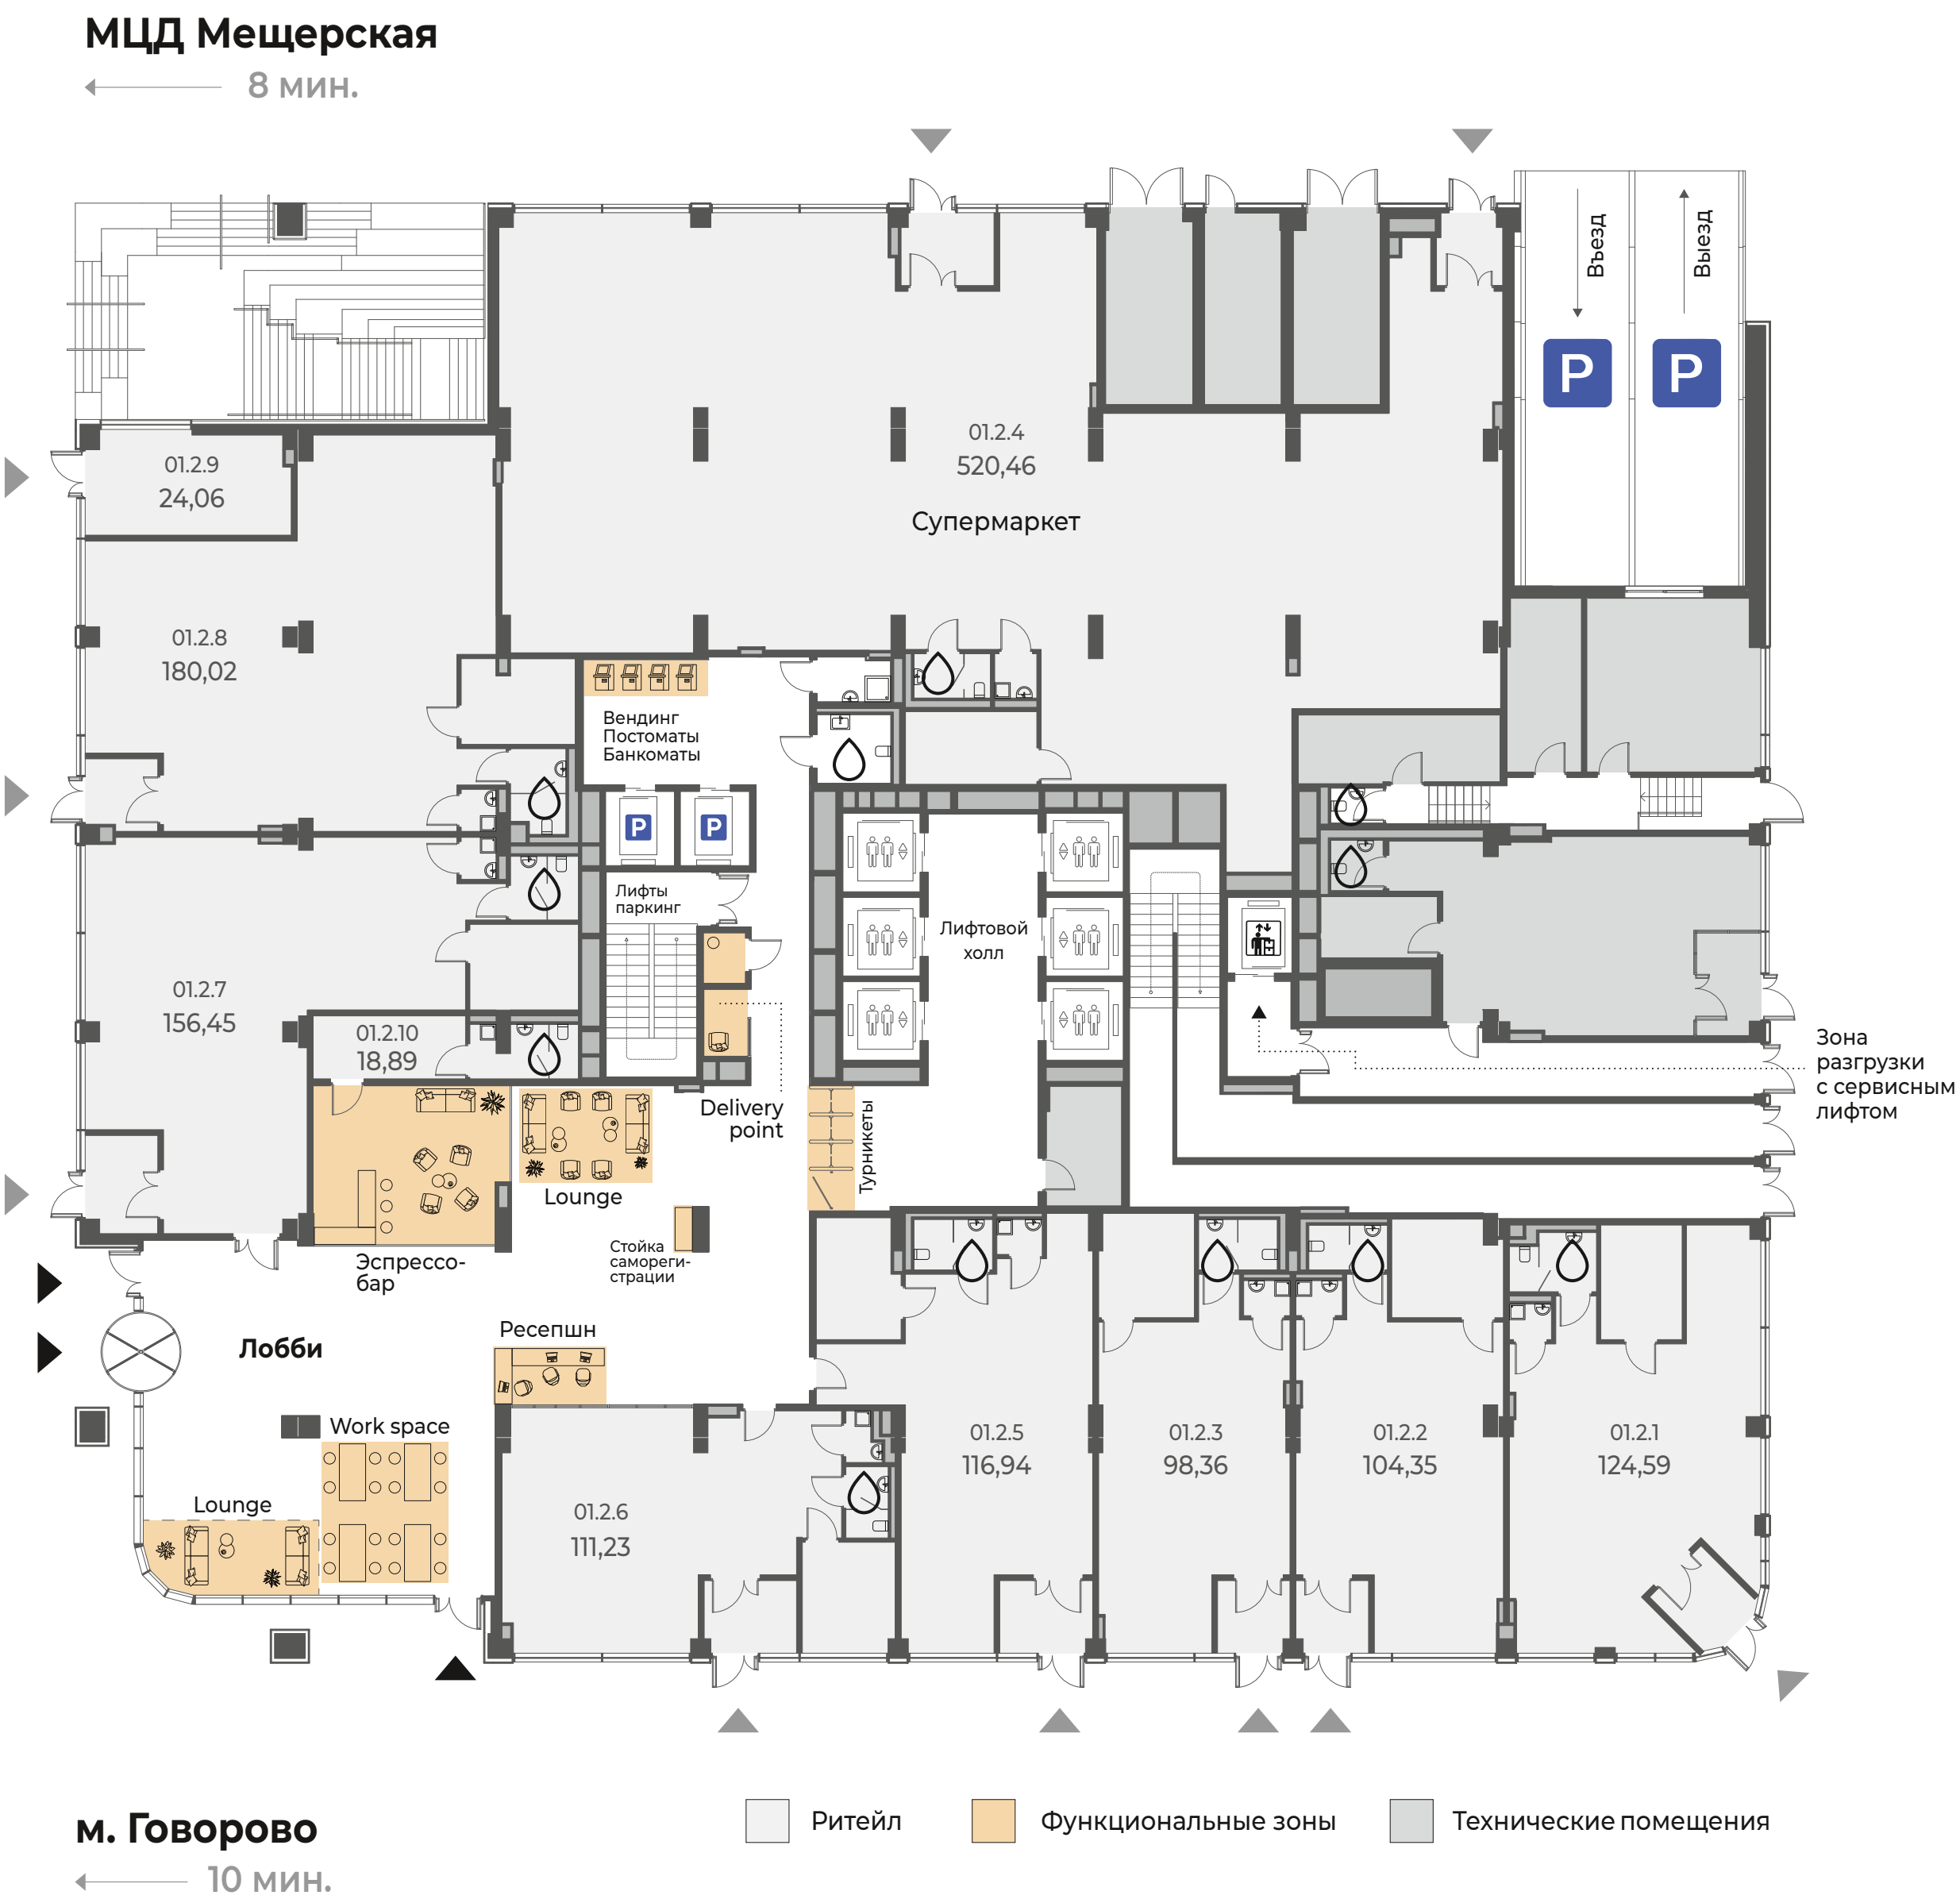 МЦД Мещерская
8 мин.
Въезд
Выезд
P
P
01.2.4
520,46
Супермаркет
01.2.9
24,06
01.2.8
180,02
Вендинг
Постоматы
Банкоматы
P
P
Лифты
паркинг
Лифтовой
холл
01.2.7
156,45
01.2.10
18,89
Зона
разгрузки
с сервисным
лифтом
Delivery
point
Турникеты
Lounge
Стойка
самореги-
страции
Эспрессо-
бар
Ресепшн
Лобби
Work space
Lounge
01.2.6
111,23
01.2.5
116,94
01.2.3
98,36
01.2.2
104,35
01.2.1
124,59
Ритейл
Функциональные зоны
Технические помещения
м. Говорово
10 мин.